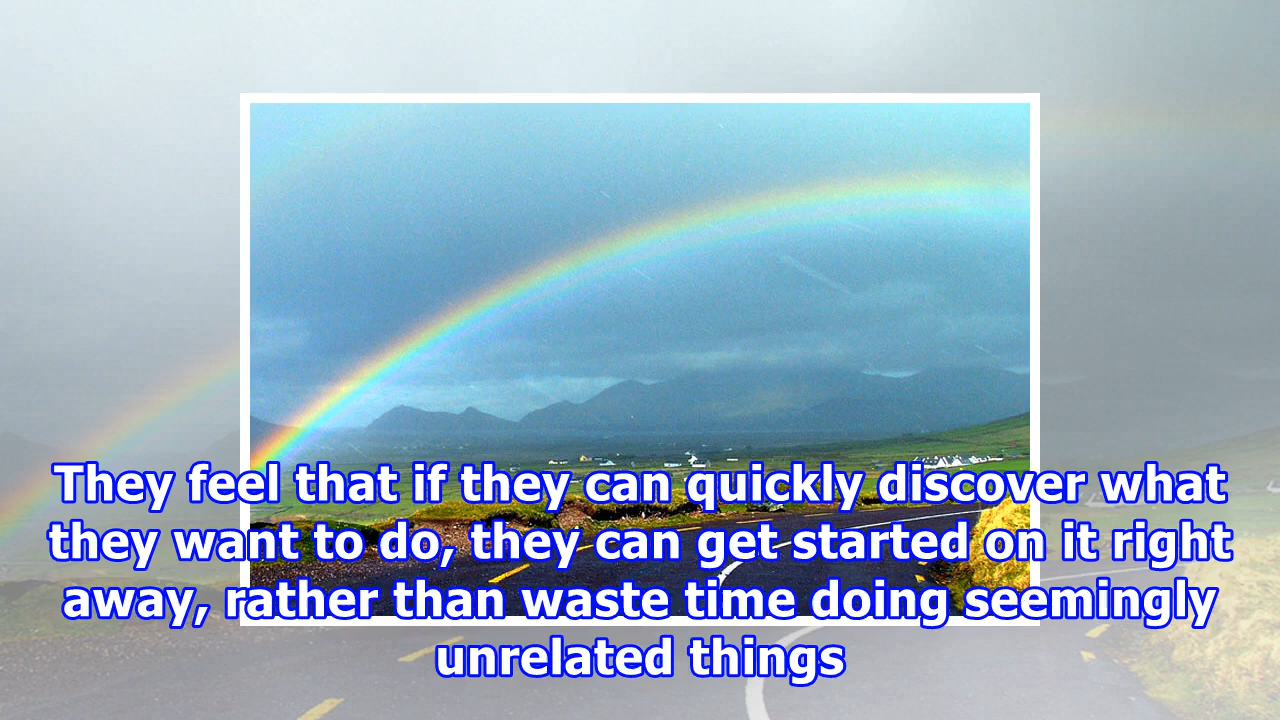 They feel that if they can quickly discover what
they want to do, they can get started on it right
away, rather than waste time doing seemingly
unrelated things